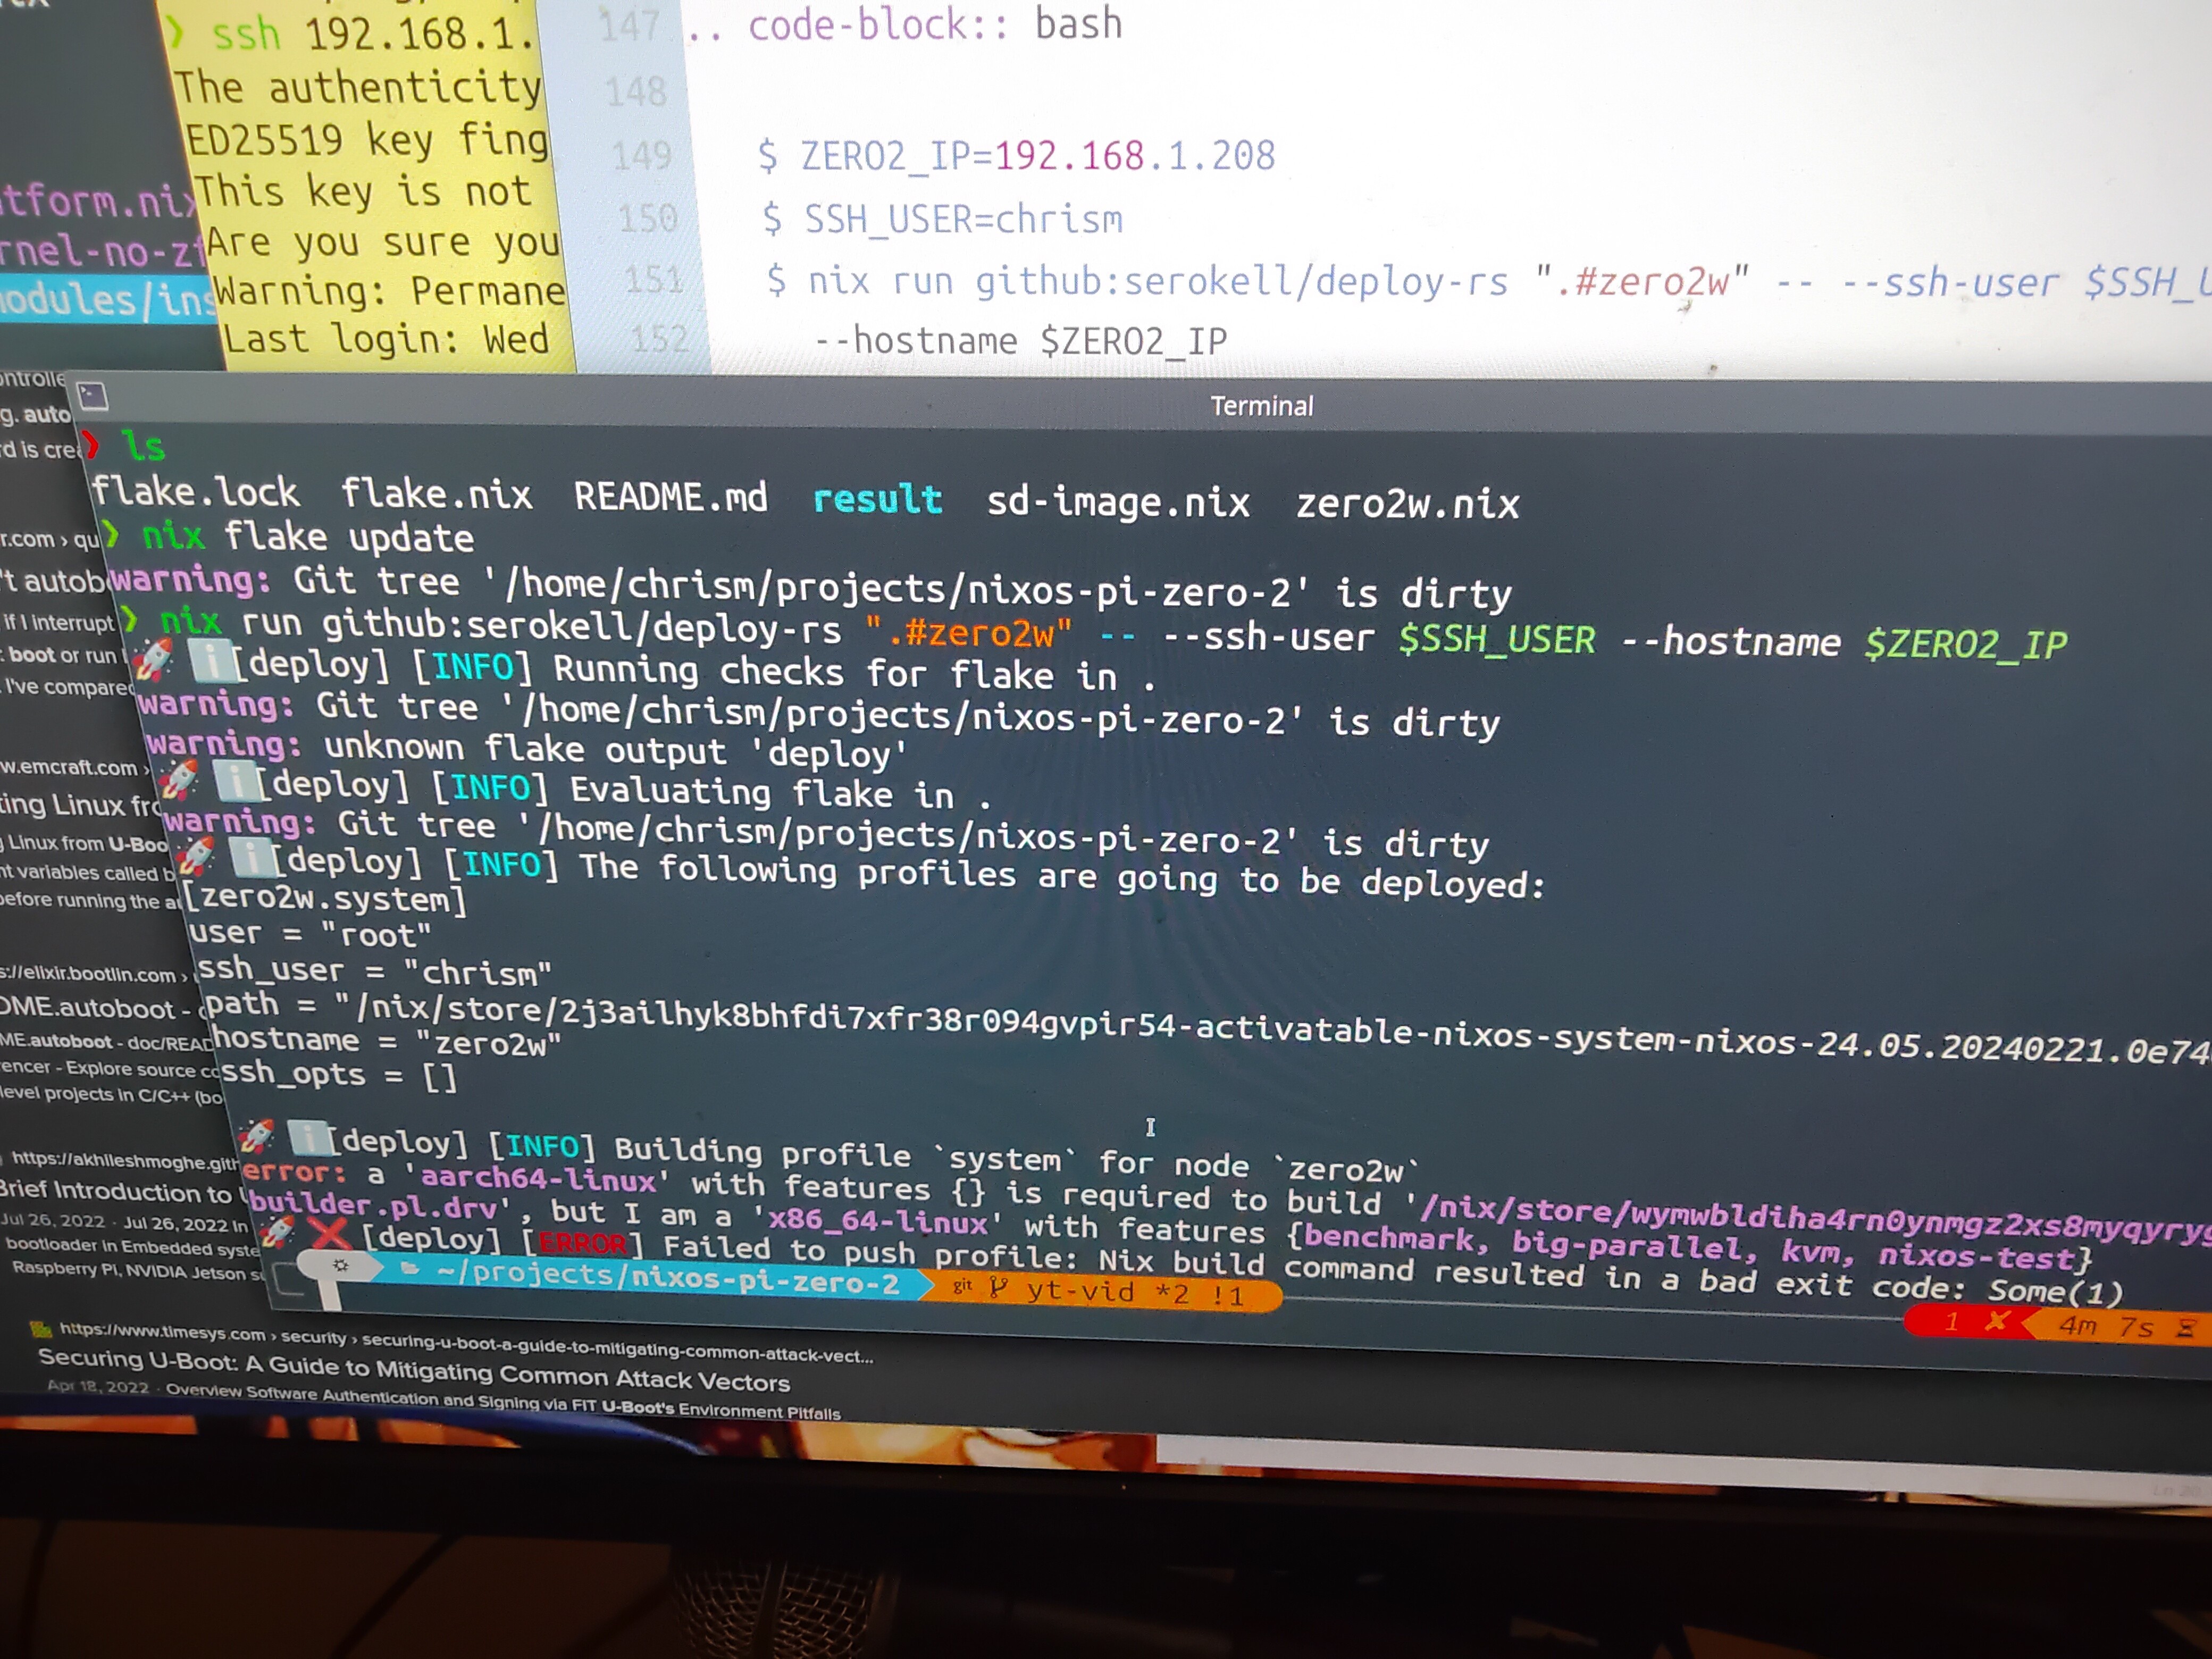 ssh 192.168.1.
The authenticity
ED25519 key fing
This key is not
Are you sure you
Warning: Permane
Last login: Wed
tform.nix
rnel-no-zf
modules/ins
147 .. code-block:: bash
148
149 $ ZERO2_IP=192.168.1.208
150 $ SSH_USER=chrism
151 $ nix run github:serokell/deploy-rs ".#zero2w" -- --ssh-user $SSH_U
152 --hostname $ZERO2_IP
Terminal
❯ ls
flake.lock flake.nix README.md result sd-image.nix zero2w.nix
❯ nix flake update
warning: Git tree '/home/chrism/projects/nixos-pi-zero-2' is dirty
❯ nix run github:serokell/deploy-rs ".#zero2w" -- --ssh-user $SSH_USER --hostname $ZERO2_IP
🚀 ℹ️ [deploy] [INFO] Running checks for flake in .
warning: Git tree '/home/chrism/projects/nixos-pi-zero-2' is dirty
warning: unknown flake output 'deploy'
🚀 ℹ️ [deploy] [INFO] Evaluating flake in .
warning: Git tree '/home/chrism/projects/nixos-pi-zero-2' is dirty
🚀 ℹ️ [deploy] [INFO] The following profiles are going to be deployed:
[zero2w.system]
user = "root"
ssh_user = "chrism"
path = "/nix/store/2j3ailhyk8bhfdi7xfr38r094gvpir54-activatable-nixos-system-nixos-24.05.20240221.0e74
hostname = "zero2w"
ssh_opts = []
🚀 ℹ️ [deploy] [INFO] Building profile `system` for node `zero2w`
error: a 'aarch64-linux' with features {} is required to build '/nix/store/wymwbldiha4rn0ynmgz2xs8myqyryg
builder.pl.drv', but I am a 'x86_64-linux' with features {benchmark, big-parallel, kvm, nixos-test}
🚀 ❌ [deploy] [ERROR] Failed to push profile: Nix build command resulted in a bad exit code: Some(1)
~/projects/nixos-pi-zero-2 git yt-vid *2 !1
1 ✘ 4m 7s
ontrolle
g. auto
d is crea
r.com › qu
't autob
if I interrupt
: boot or run
I've compared
w.emcraft.com ›
ting Linux fro
Linux from U-Boo
nt variables called b
before running the a
s://elixir.bootlin.com ›
OME.autoboot -
ME.autoboot - doc/READ
encer - Explore source co
level projects in C/C++ (bo
https://akhileshmoghe.gith
Brief Introduction to U
Jul 26, 2022 · Jul 26, 2022 in
bootloader in Embedded syste
Raspberry Pi, NVIDIA Jetson s
https://www.timesys.com › security › securing-u-boot-a-guide-to-mitigating-common-attack-vect...
Securing U-Boot: A Guide to Mitigating Common Attack Vectors
Apr 18, 2022 · Overview Software Authentication and Signing via FIT U-Boot's Environment Pitfalls